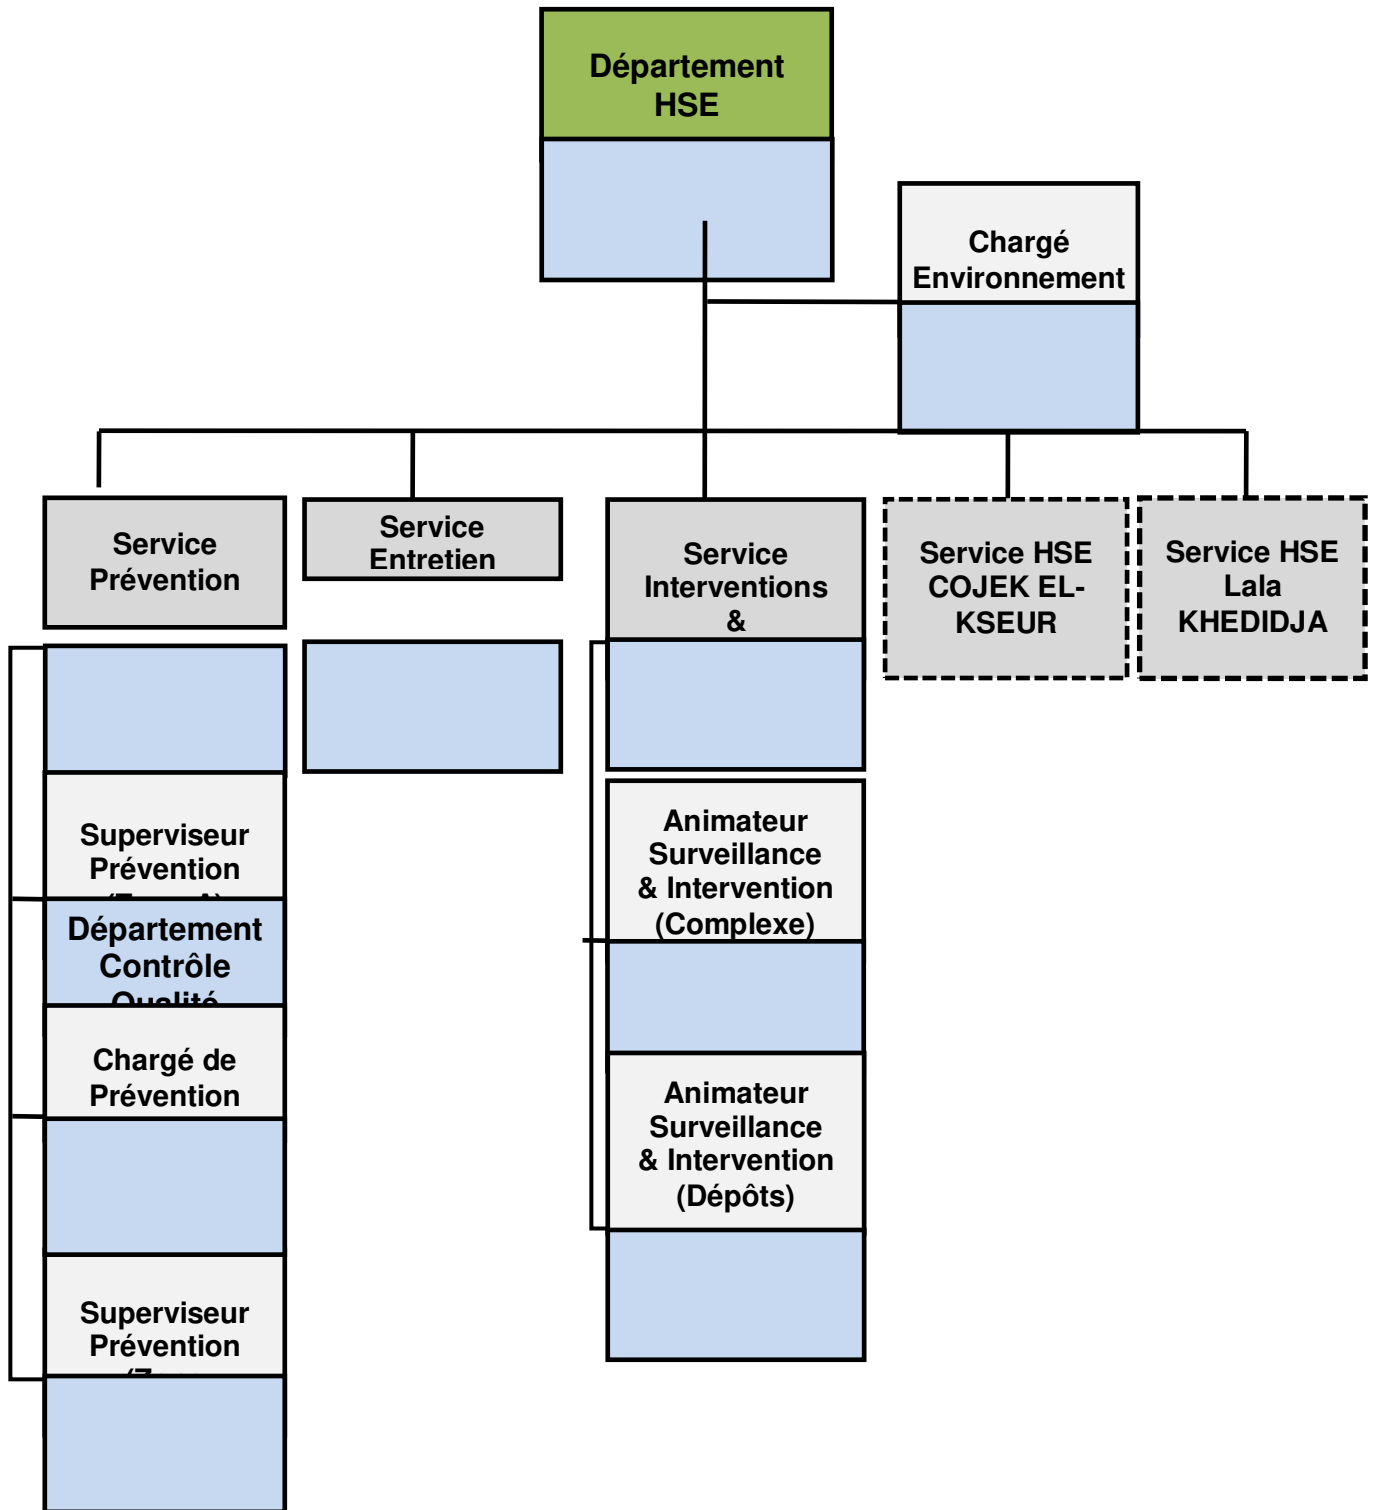 Département
HSE
Chargé
Environnement
Service
Prévention
Service
Entretien
Service
Interventions
&
Service HSE
COJEK EL-
KSEUR
Service HSE
Lala
KHEDIDJA
Superviseur
Prévention
Département
Contrôle
Qualité
Chargé de
Prévention
Superviseur
Prévention
Animateur
Surveillance
& Intervention
(Complexe)
Animateur
Surveillance
& Intervention
(Dépôts)